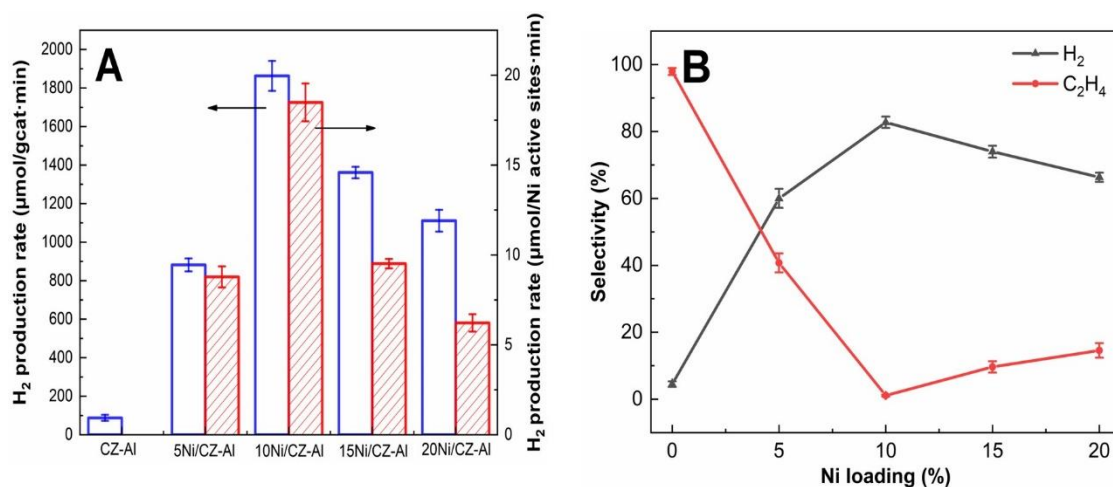 A
H₂ production rate (μmol/gcat·min)
2000
1800
1600
1400
1200
1000
800
600
400
200
0
CZ-Al
5Ni/CZ-Al
10Ni/CZ-Al
15Ni/CZ-Al
20Ni/CZ-Al
20
15
10
5
0
H₂ production rate (μmol/Ni active sites·min)
B
H₂
C₂H₄
Selectivity (%)
100
80
60
40
20
0
0
5
10
15
20
Ni loading (%)